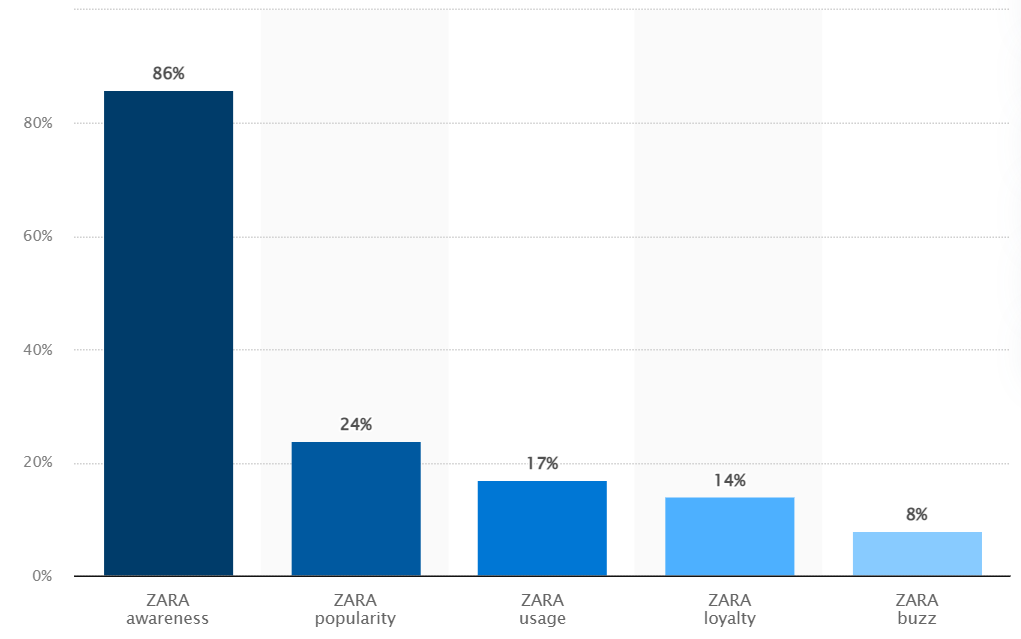 86%
80%
60%
40%
24%
20%
17%
14%
8%
0%
ZARA
awareness
ZARA
popularity
ZARA
usage
ZARA
loyalty
ZARA
buzz